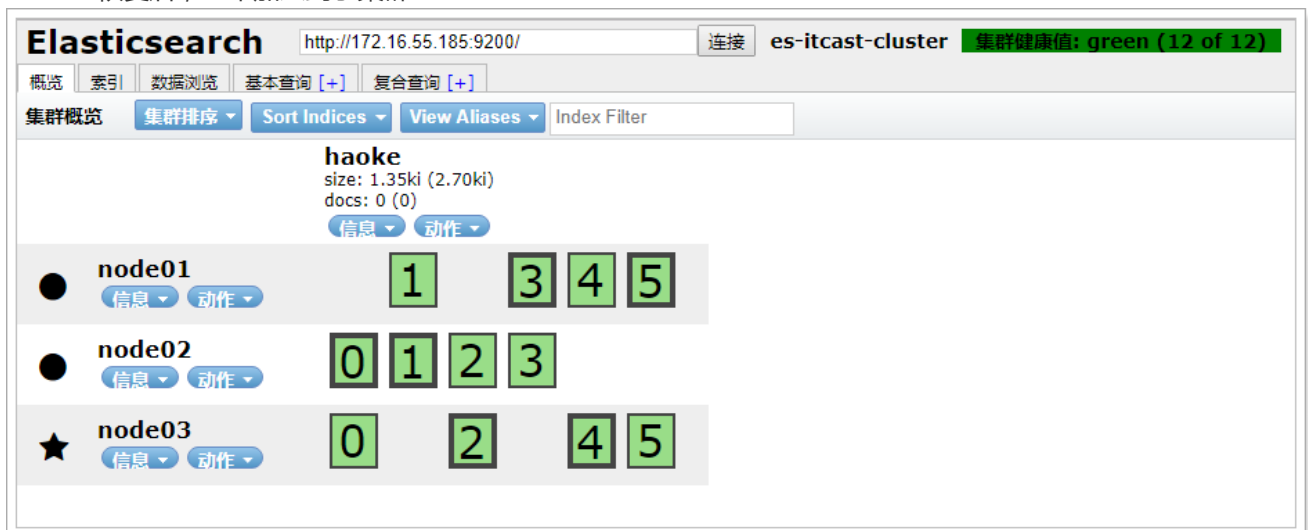 Elasticsearch http://172.16.55.185:9200/ 连接 es-itcast-cluster 集群健康值: green (12 of 12)
概览 索引 数据浏览 基本查询 [+] 复合查询 [+]
集群概览 集群排序 Sort Indices View Aliases Index Filter
haoke
size: 1.35ki (2.70ki)
docs: 0 (0)
信息 动作
node01
信息 动作
1 3 4 5
node02
信息 动作
0 1 2 3
node03
信息 动作
0 2 4 5